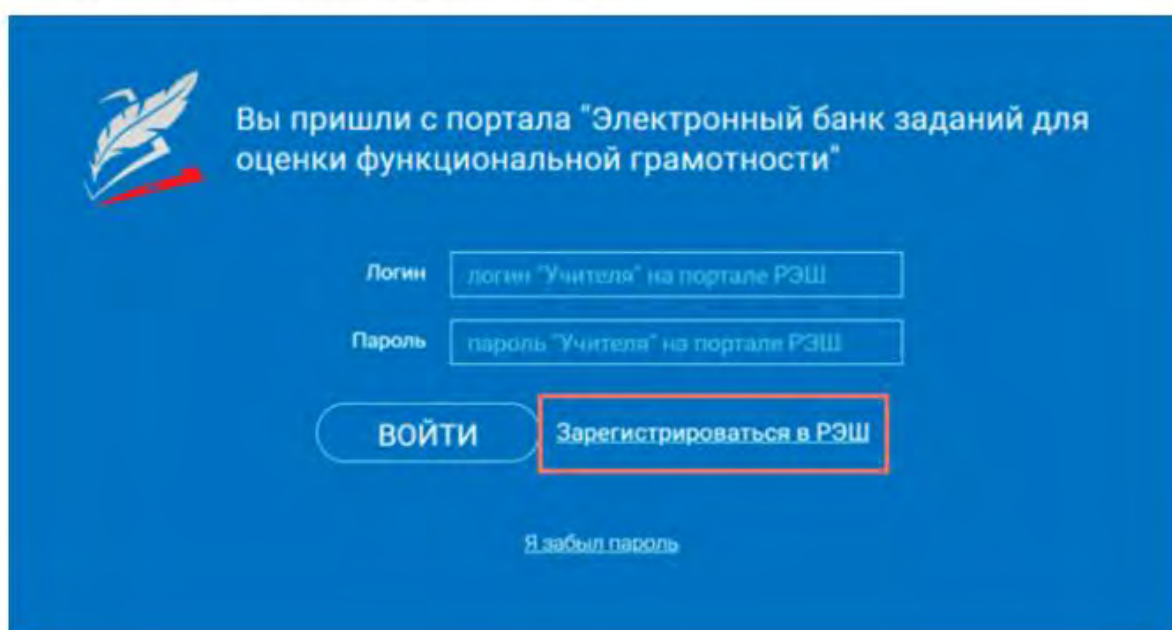 Вы пришли с портала "Электронный банк заданий для
оценки функциональной грамотности"
Логин
логин "Учителя" на портале РЭШ
Пароль
пароль "Учителя" на портале РЭШ
ВОЙТИ
Зарегистрироваться в РЭШ
Я забыл пароль